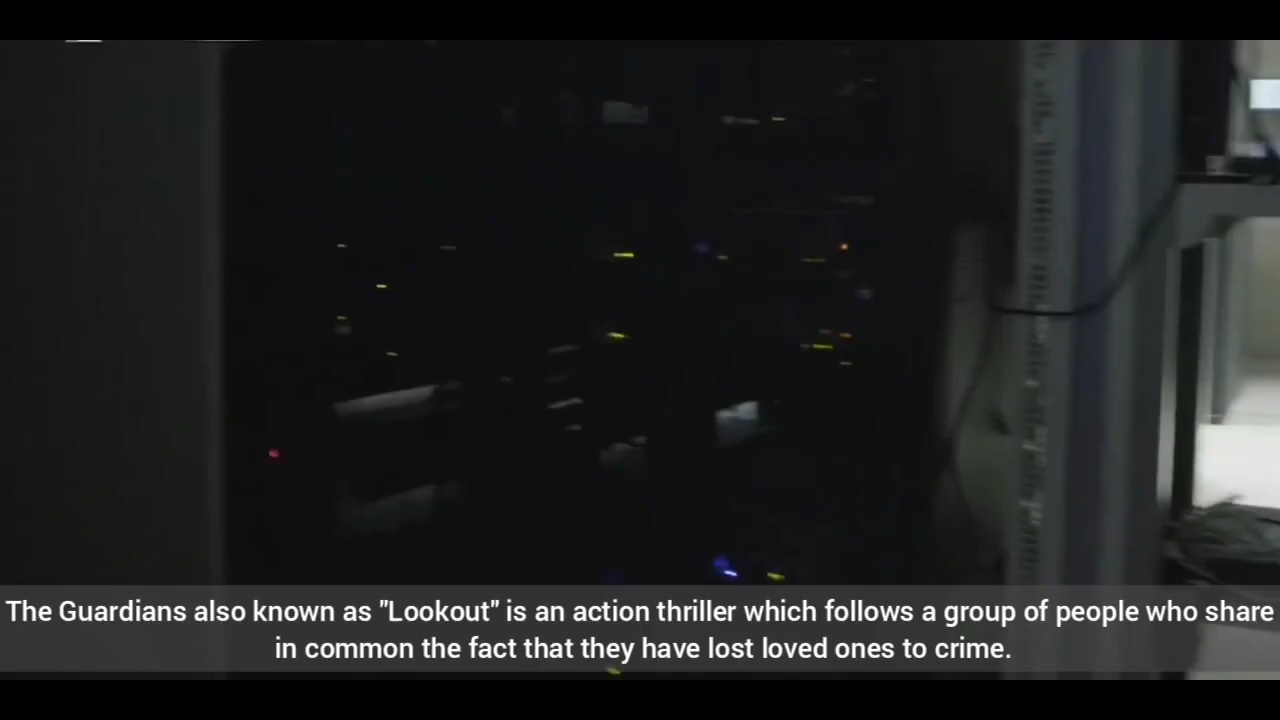 The Guardians also known as "Lookout" is an action thriller which follows a group of people who share
in common the fact that they have lost loved ones to crime.